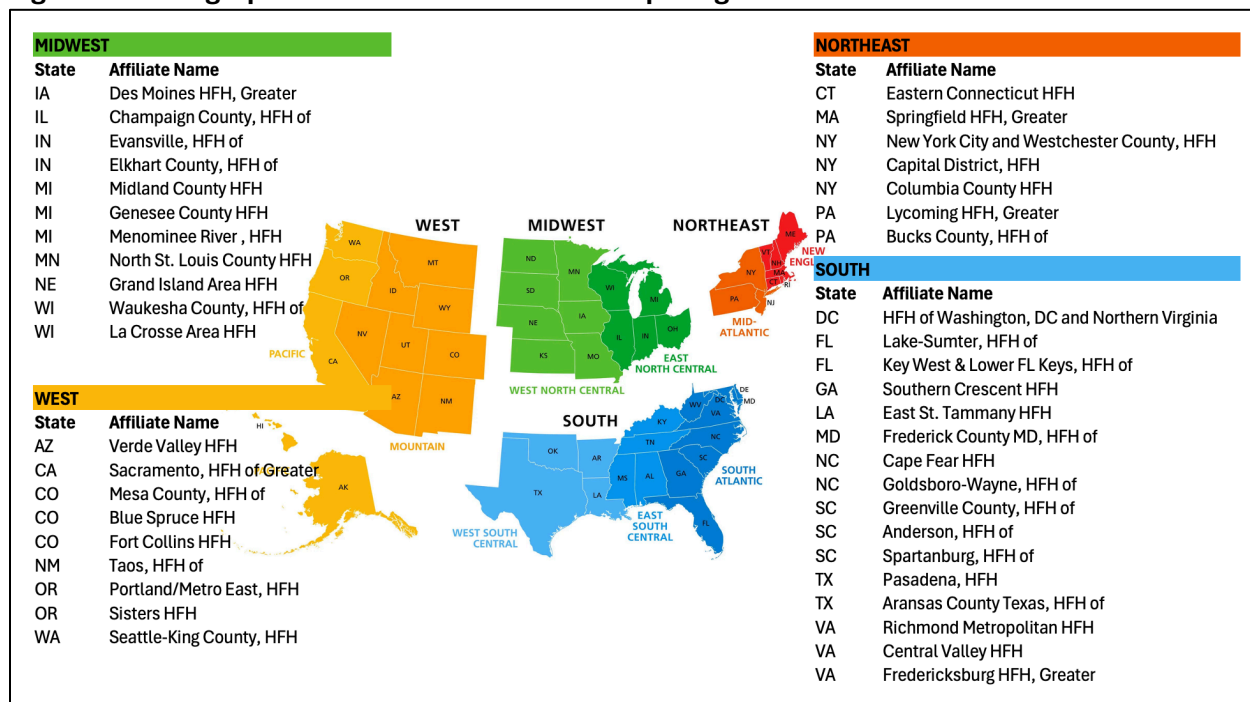 MIDWEST
State Affiliate Name
IA Des Moines HFH, Greater
IL Champaign County, HFH of
IN Evansville, HFH of
IN Elkhart County, HFH of
MI Midland County HFH
MI Genesee County HFH
MI Menominee River , HFH
MN North St. Louis County HFH
NE Grand Island Area HFH
WI Waukesha County, HFH of
WI La Crosse Area HFH
WEST
State Affiliate Name
AZ Verde Valley HFH
CA Sacramento, HFH of Greater
CO Mesa County, HFH of
CO Blue Spruce HFH
CO Fort Collins HFH
NM Taos, HFH of
OR Portland/Metro East, HFH
OR Sisters HFH
WA Seattle-King County, HFH
WEST
WA
MT
OR
ID
WY
NV
UT
CO
CA
AZ
NM
PACIFIC
MOUNTAIN
HI
AK
MIDWEST
ND
MN
SD
WI
MI
NE
IA
IL
IN
OH
KS
MO
EAST
NORTH CENTRAL
WEST NORTH CENTRAL
NORTHEAST
ME
VT
NH
NEW
NY
MA
CT
RI
PA
NJ
MID-
ATLANTIC
SOUTH
DE
MD
WV
DC
VA
KY
TN
NC
OK
AR
SC
MS
AL
GA
TX
LA
FL
SOUTH
ATLANTIC
EAST
SOUTH
CENTRAL
WEST SOUTH
CENTRAL
NORTHEAST
State Affiliate Name
CT Eastern Connecticut HFH
MA Springfield HFH, Greater
NY New York City and Westchester County, HFH
NY Capital District, HFH
NY Columbia County HFH
PA Lycoming HFH, Greater
PA Bucks County, HFH of
SOUTH
State Affiliate Name
DC HFH of Washington, DC and Northern Virginia
FL Lake-Sumter, HFH of
FL Key West & Lower FL Keys, HFH of
GA Southern Crescent HFH
LA East St. Tammany HFH
MD Frederick County MD, HFH of
NC Cape Fear HFH
NC Goldsboro-Wayne, HFH of
SC Greenville County, HFH of
SC Anderson, HFH of
SC Spartanburg, HFH of
TX Pasadena, HFH
TX Aransas County Texas, HFH of
VA Richmond Metropolitan HFH
VA Central Valley HFH
VA Fredericksburg HFH, Greater